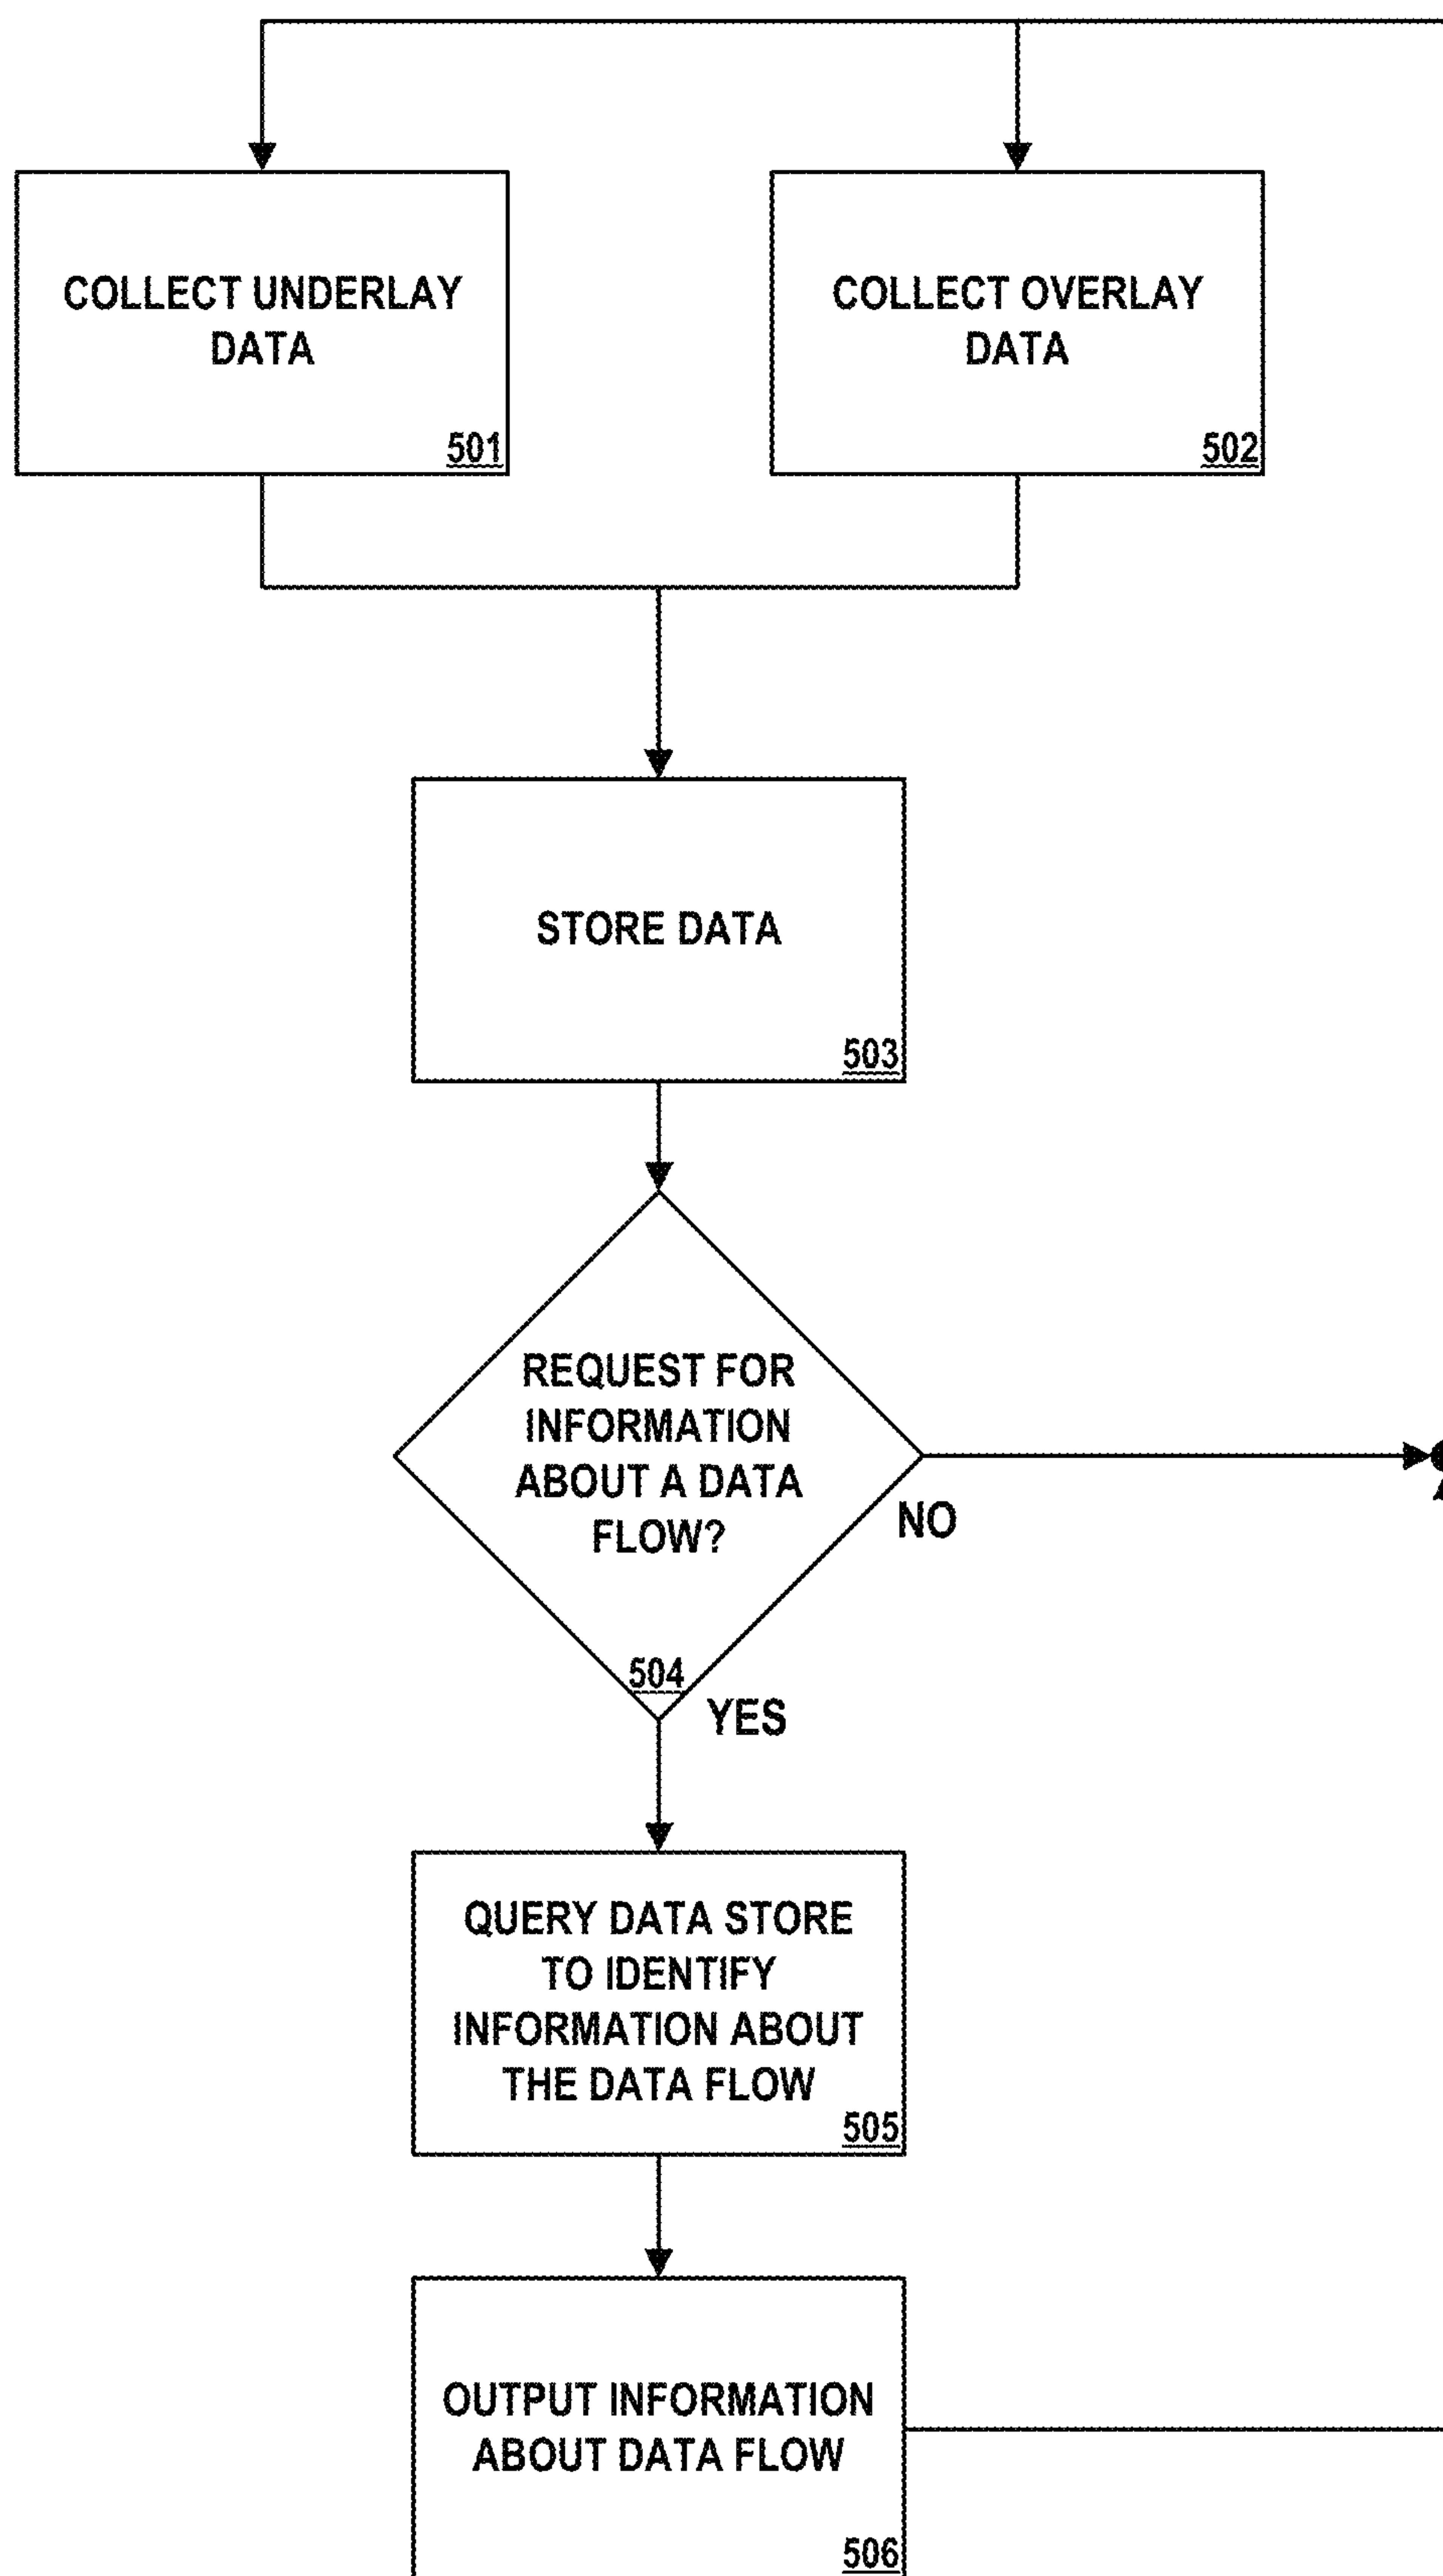 COLLECT UNDERLAY
DATA
501
COLLECT OVERLAY
DATA
502
STORE DATA
503
REQUEST FOR
INFORMATION
ABOUT A DATA
FLOW?
504
NO
YES
QUERY DATA STORE
TO IDENTIFY
INFORMATION ABOUT
THE DATA FLOW
505
OUTPUT INFORMATION
ABOUT DATA FLOW
506